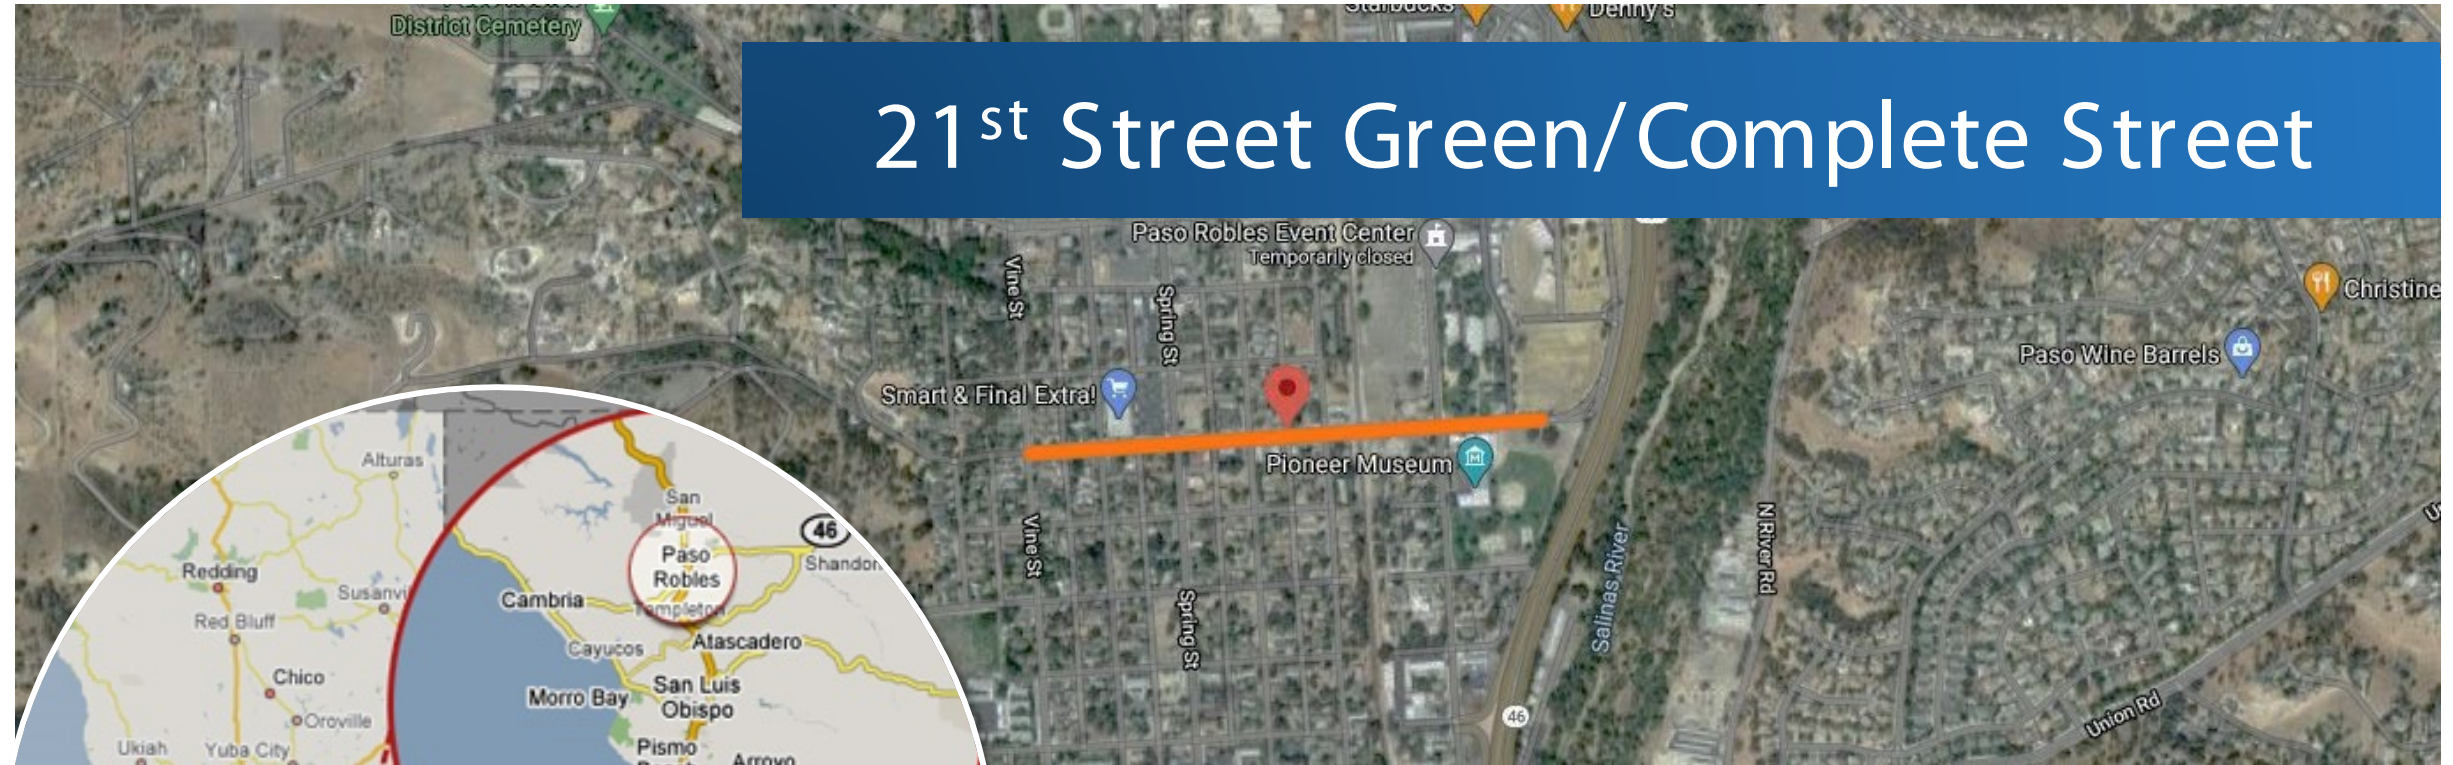 District Cemetery
Starbucks
Denny's
21st Street Green/Complete Street
Paso Robles Event Center
Temporarily closed
Vine St
Spring St
Christine
Paso Wine Barrels
Smart & Final Extra!
Pioneer Museum
Alturas
San
Miguel
46
Paso
Robles
Shandon
Vine St
N River Rd
Salinas River
Redding
Susanvi
Cambria
Templeton
Spring St
Red Bluff
Cayucos
Atascadero
Chico
Morro Bay
San Luis
Obispo
Oroville
46
Union Rd
Ukiah
Yuba City
Pismo
Arroyo